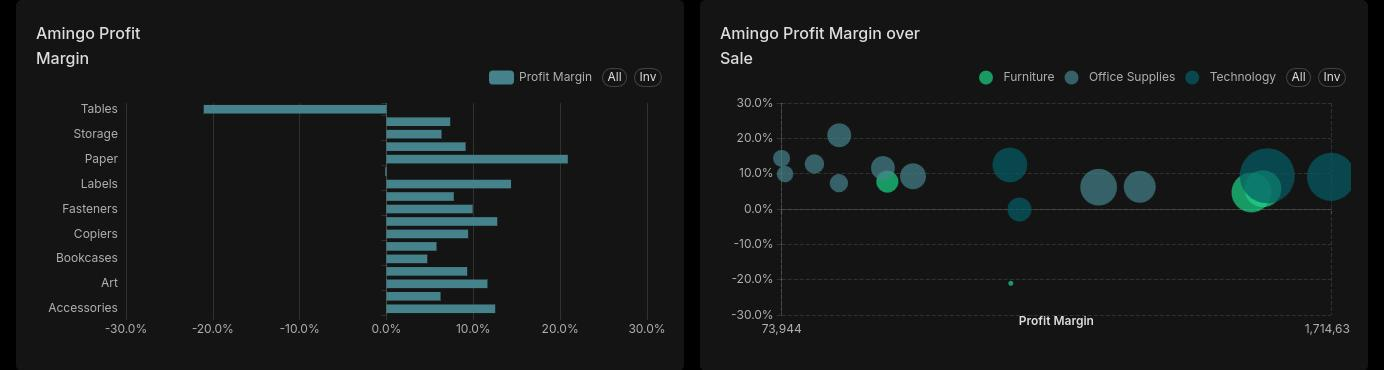 Amingo Profit
Margin
Profit Margin All Inv
Tables
Storage
Paper
Labels
Fasteners
Copiers
Bookcases
Art
Accessories
-30.0% -20.0% -10.0% 0.0% 10.0% 20.0% 30.0%
Amingo Profit Margin over
Sale
Furniture Office Supplies Technology All Inv
30.0%
20.0%
10.0%
0.0%
-10.0%
-20.0%
-30.0%
Profit Margin
73,944 1,714,63